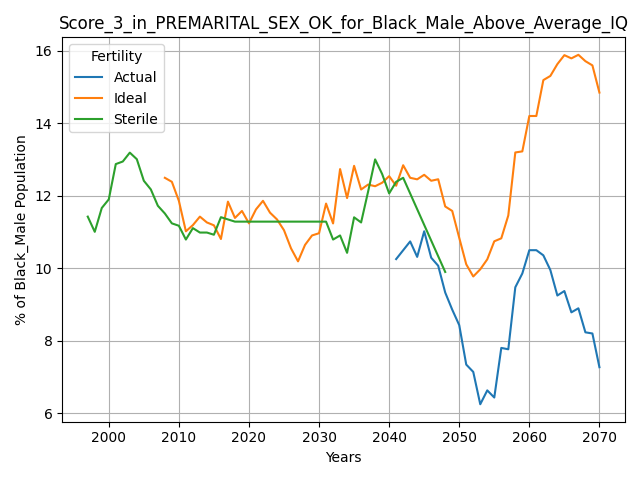 Score_3_in_PREMARITAL_SEX_OK_for_Black_Male_Above_Average_IQ
Fertility
Actual
Ideal
Sterile
% of Black_Male Population
16
14
12
10
8
6
2000 2010 2020 2030 2040 2050 2060 2070
Years